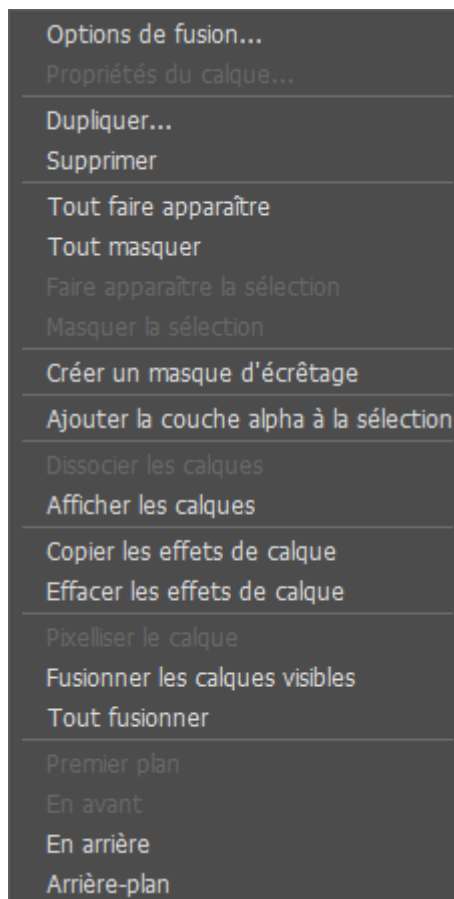 Options de fusion...
Propriétés du calque...
Dupliquer...
Supprimer
Tout faire apparaître
Tout masquer
Faire apparaître la sélection
Masquer la sélection
Créer un masque d'écrêtage
Ajouter la couche alpha à la sélection
Dissocier les calques
Afficher les calques
Copier les effets de calque
Effacer les effets de calque
Pixelliser le calque
Fusionner les calques visibles
Tout fusionner
Premier plan
En avant
En arrière
Arrière-plan